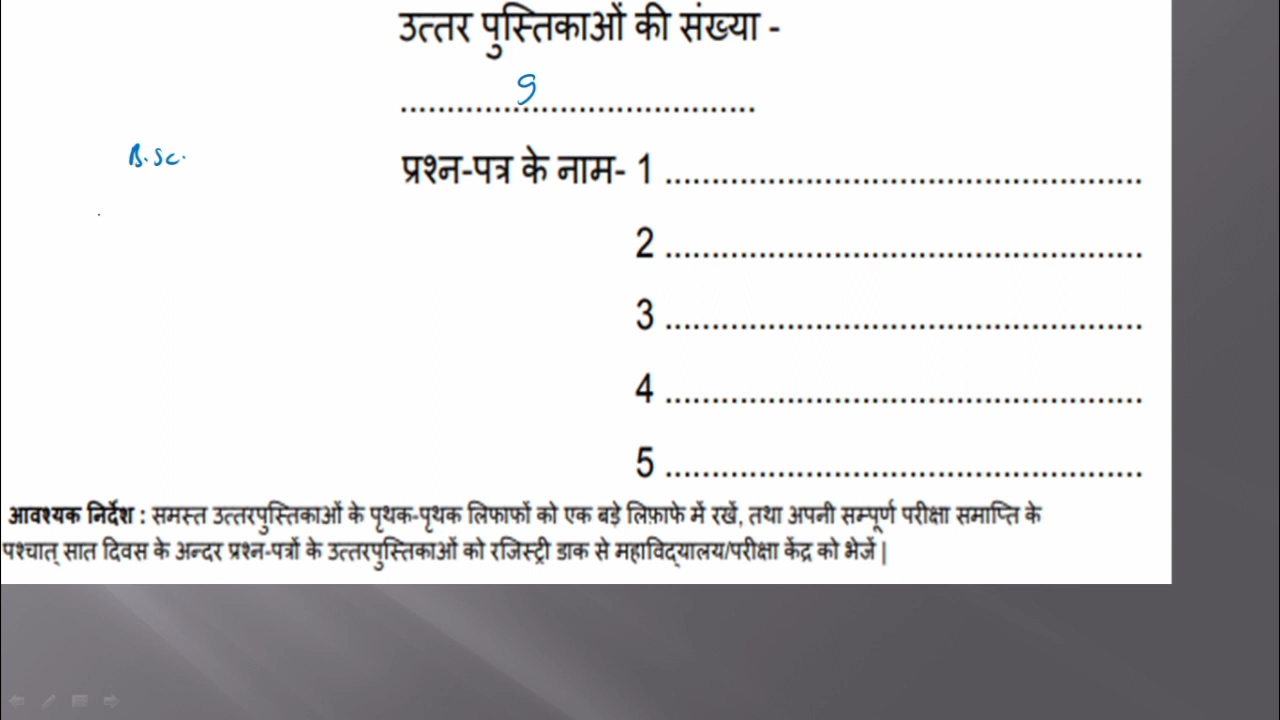 उत्तर पुस्तिकाओं की संख्या -
9
....................................
B.Sc.
प्रश्न-पत्र के नाम- 1 ................................................
2 ................................................
3 ................................................
4 ................................................
5 ................................................
आवश्यक निर्देश : समस्त उत्तरपुस्तिकाओं के पृथक-पृथक लिफाफों को एक बड़े लिफ़ाफे में रखें, तथा अपनी सम्पूर्ण परीक्षा समाप्ति के
पश्चात् सात दिवस के अन्दर प्रश्न-पत्रों के उत्तरपुस्तिकाओं को रजिस्ट्री डाक से महाविद्यालय/परीक्षा केंद्र को भेजें |